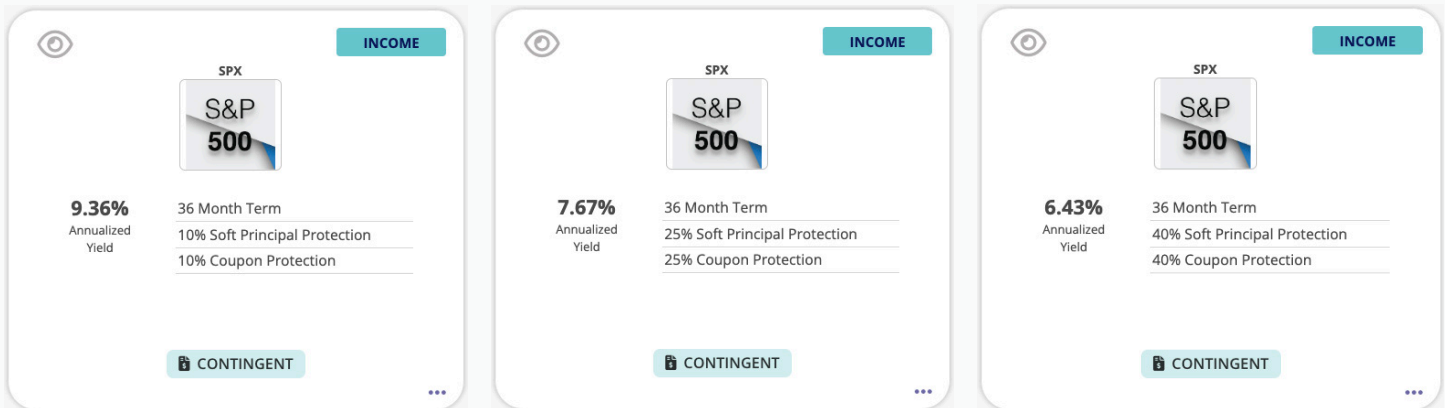 INCOME
SPX
S&P
500
9.36%
Annualized
Yield
36 Month Term
10% Soft Principal Protection
10% Coupon Protection
CONTINGENT
INCOME
SPX
S&P
500
7.67%
Annualized
Yield
36 Month Term
25% Soft Principal Protection
25% Coupon Protection
CONTINGENT
INCOME
SPX
S&P
500
6.43%
Annualized
Yield
36 Month Term
40% Soft Principal Protection
40% Coupon Protection
CONTINGENT